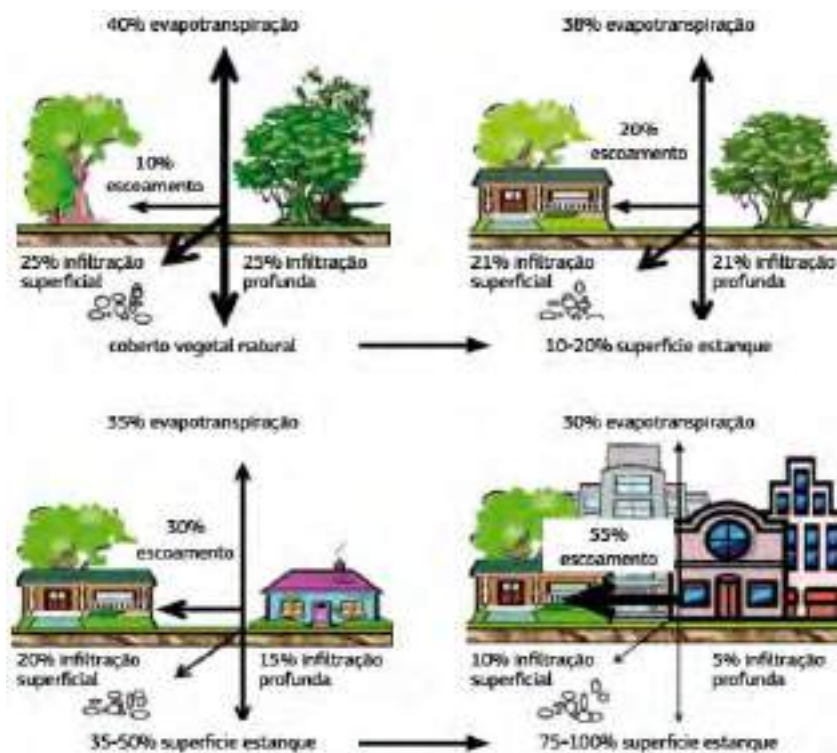 40% evapotranspiração
10%
escoamento
25% infiltração
superficial
25% infiltração
profunda
coberto vegetal natural
38% evapotranspiração
20%
escoamento
21% infiltração
superficial
21% infiltração
profunda
10-20% superfície estanque
35% evapotranspiração
30%
escoamento
20% infiltração
superficial
15% infiltração
profunda
35-50% superfície estanque
30% evapotranspiração
55%
escoamento
10% infiltração
superficial
5% infiltração
profunda
75-100% superfície estanque